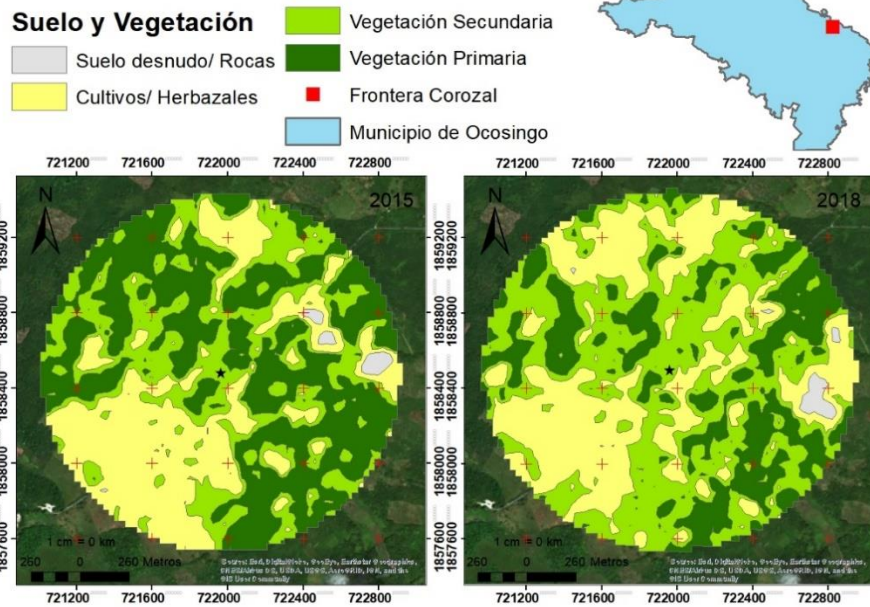 Suelo y Vegetación
Suelo desnudo/ Rocas
Cultivos/ Herbazales
Vegetación Secundaria
Vegetación Primaria
Frontera Corozal
Municipio de Ocosingo
721200 721600 722000 722400 722800
721200 721600 722000 722400 722800
N
2015
N
2018
1859200
1858800
1858400
1858000
1857600
1859200
1858800
1858400
1858000
1857600
1 cm = 0 km
260 0 260 Metros
1 cm = 0 km
260 0 260 Metros
721200 721600 722000 722400 722800
721200 721600 722000 722400 722800